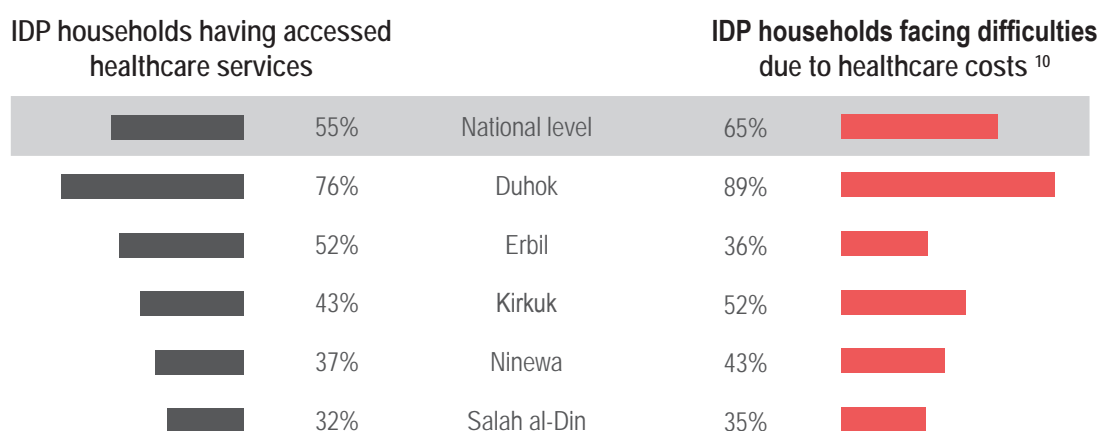 IDP households having accessed
healthcare services
IDP households facing difficulties
due to healthcare costs 10
55% National level 65%
76% Duhok 89%
52% Erbil 36%
43% Kirkuk 52%
37% Ninewa 43%
32% Salah al-Din 35%